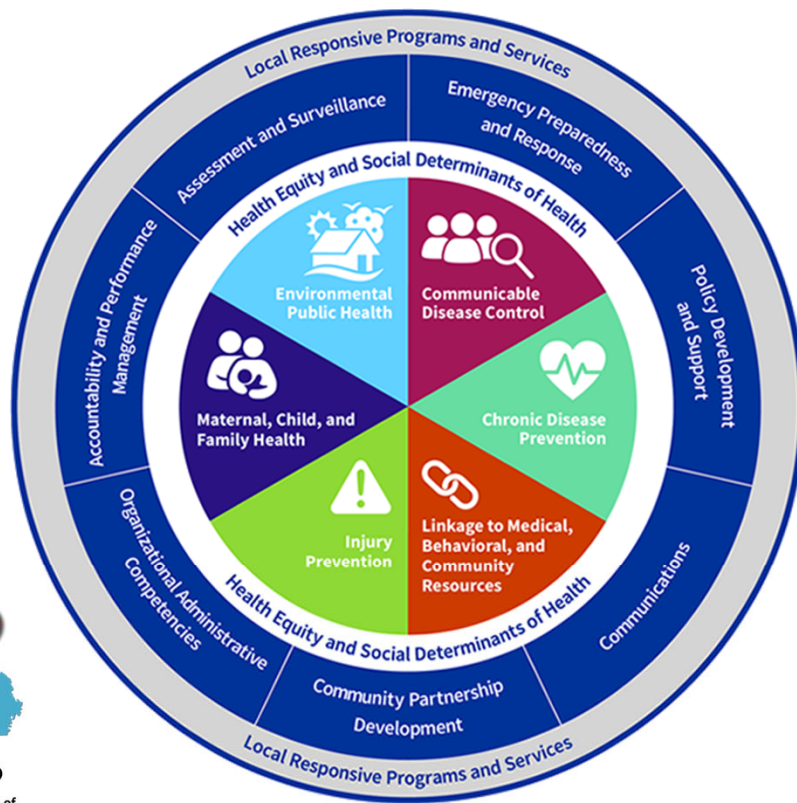 Local Responsive Programs and Services
Assessment and Surveillance
Emergency Preparedness
and Response
Policy Development
and Support
Communications
Community Partnership
Development
Organizational Administrative
Competencies
Accountability and Performance
Management
Health Equity and Social Determinants of Health
Environmental
Public Health
Communicable
Disease Control
Chronic Disease
Prevention
Linkage to Medical,
Behavioral, and
Community
Resources
Injury
Prevention
Maternal, Child, and
Family Health
Health Equity and Social Determinants of Health
Local Responsive Programs and Services
of